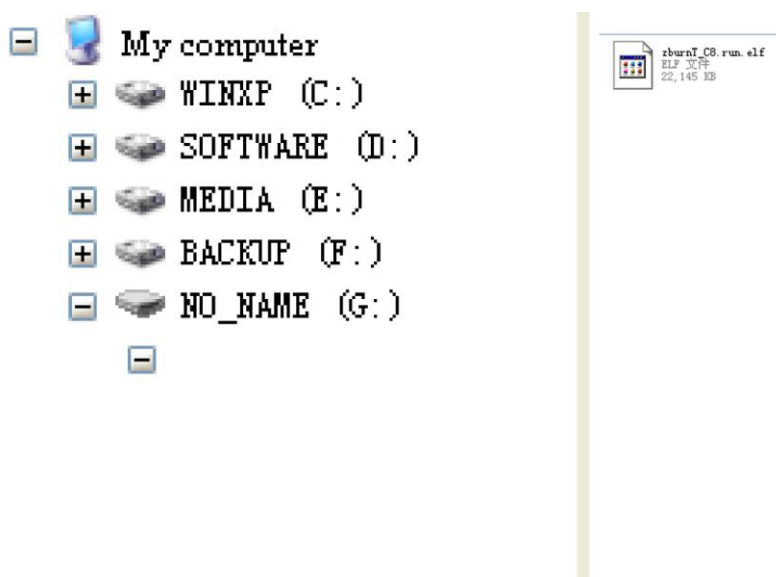 My computer
WINXP (C:)
SOFTWARE (D:)
MEDIA (E:)
BACKUP (F:)
NO_NAME (G:)
zburnT_C8.run.elf
ELF 文件
22,145 KB